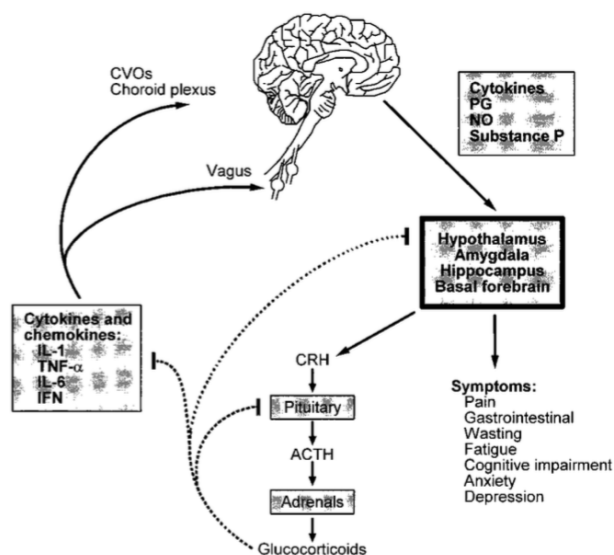 CVOs
Choroid plexus
Vagus
Cytokines
PG
NO
Substance P
Hypothalamus
Amygdala
Hippocampus
Basal forebrain
Cytokines and
chemokines:
IL-1
TNF-α
IL-6
IFN
CRH
Pituitary
ACTH
Adrenals
Glucocorticoids
Symptoms:
Pain
Gastrointestinal
Wasting
Fatigue
Cognitive impairment
Anxiety
Depression